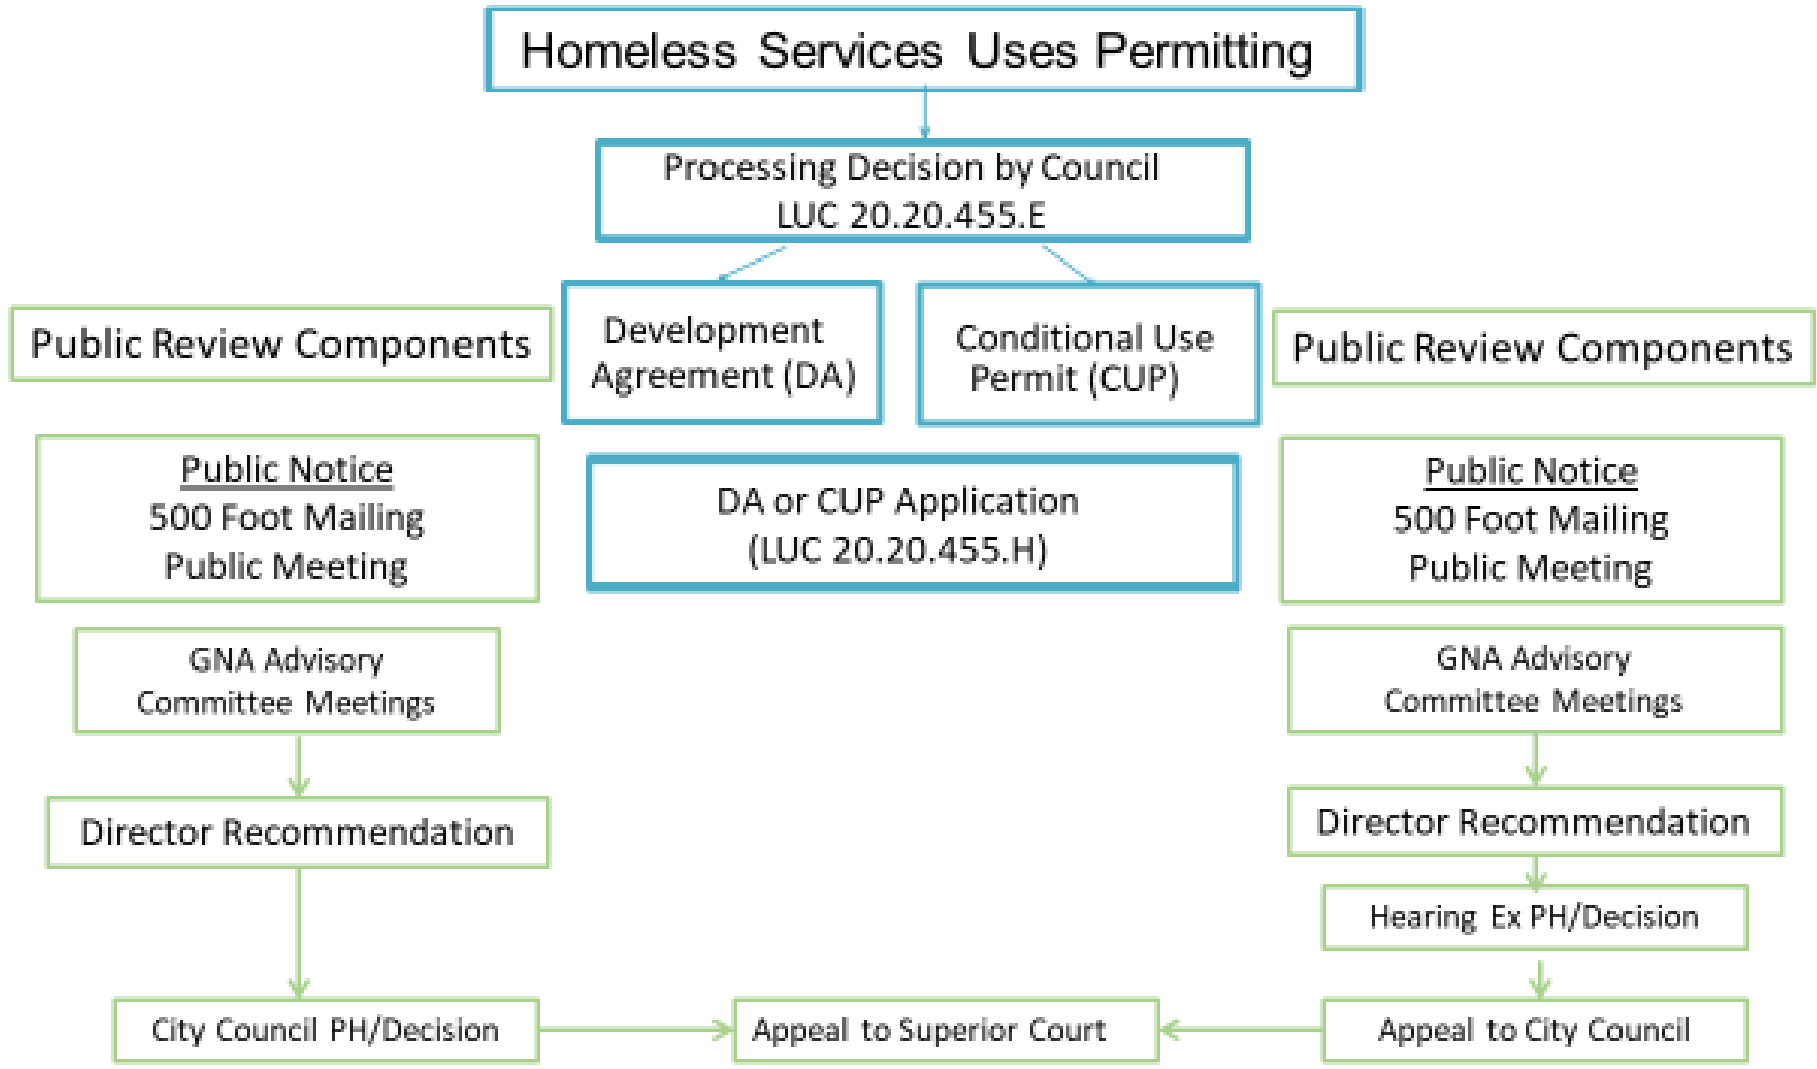 Homeless Services Uses Permitting
Processing Decision by Council
LUC 20.20.455.E
Public Review Components
Development
Agreement (DA)
Conditional Use
Permit (CUP)
Public Review Components
Public Notice
500 Foot Mailing
Public Meeting
DA or CUP Application
(LUC 20.20.455.H)
Public Notice
500 Foot Mailing
Public Meeting
GNA Advisory
Committee Meetings
GNA Advisory
Committee Meetings
Director Recommendation
Director Recommendation
Hearing Ex PH/Decision
City Council PH/Decision
Appeal to Superior Court
Appeal to City Council